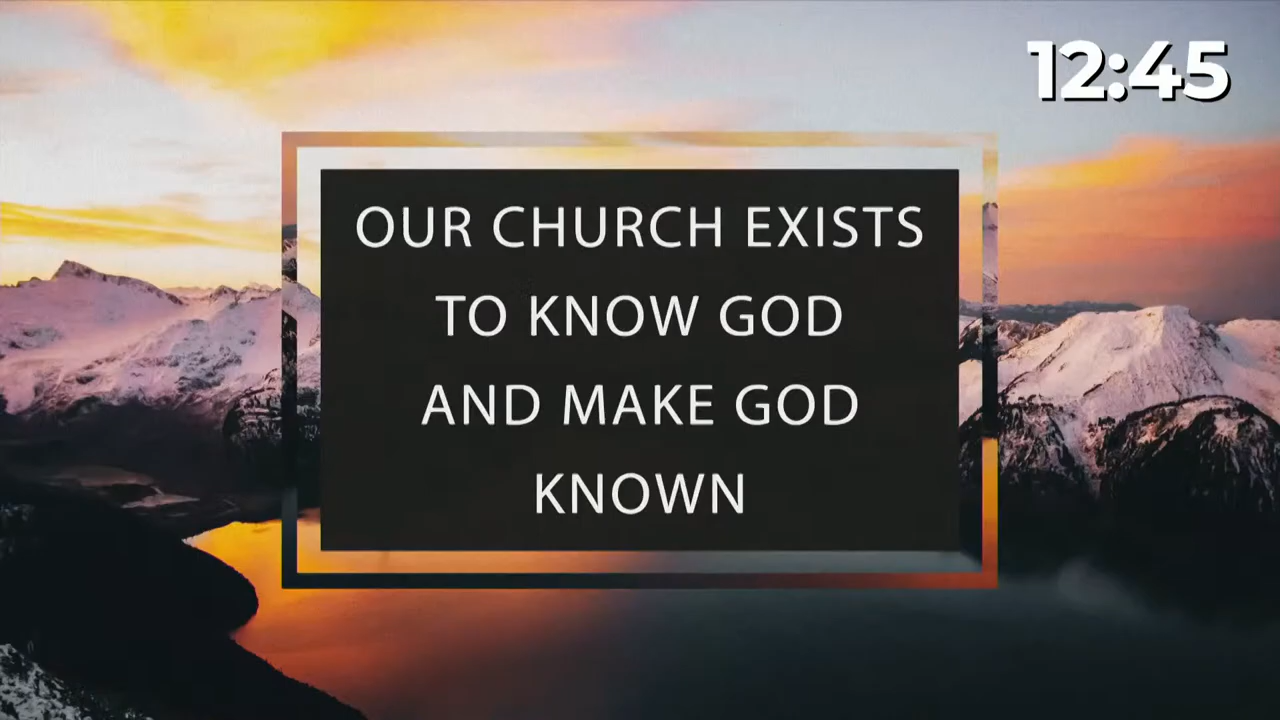 12:45
OUR CHURCH EXISTS
TO KNOW GOD
AND MAKE GOD
KNOWN